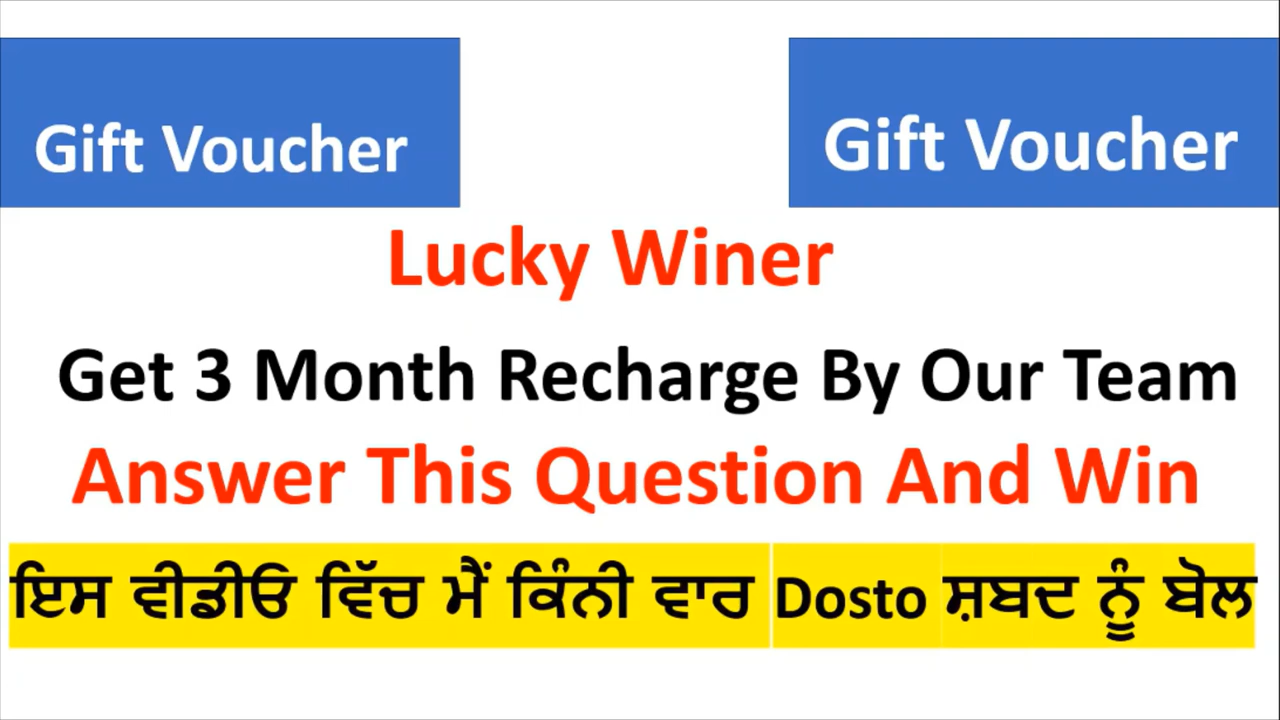 Gift Voucher
Gift Voucher
Lucky Winer
Get 3 Month Recharge By Our Team
Answer This Question And Win
ਇਸ ਵੀਡੀਓ ਵਿੱਚ ਮੈਂ ਕਿੰਨੀ ਵਾਰ Dosto ਸ਼ਬਦ ਨੂੰ ਬੋਲ